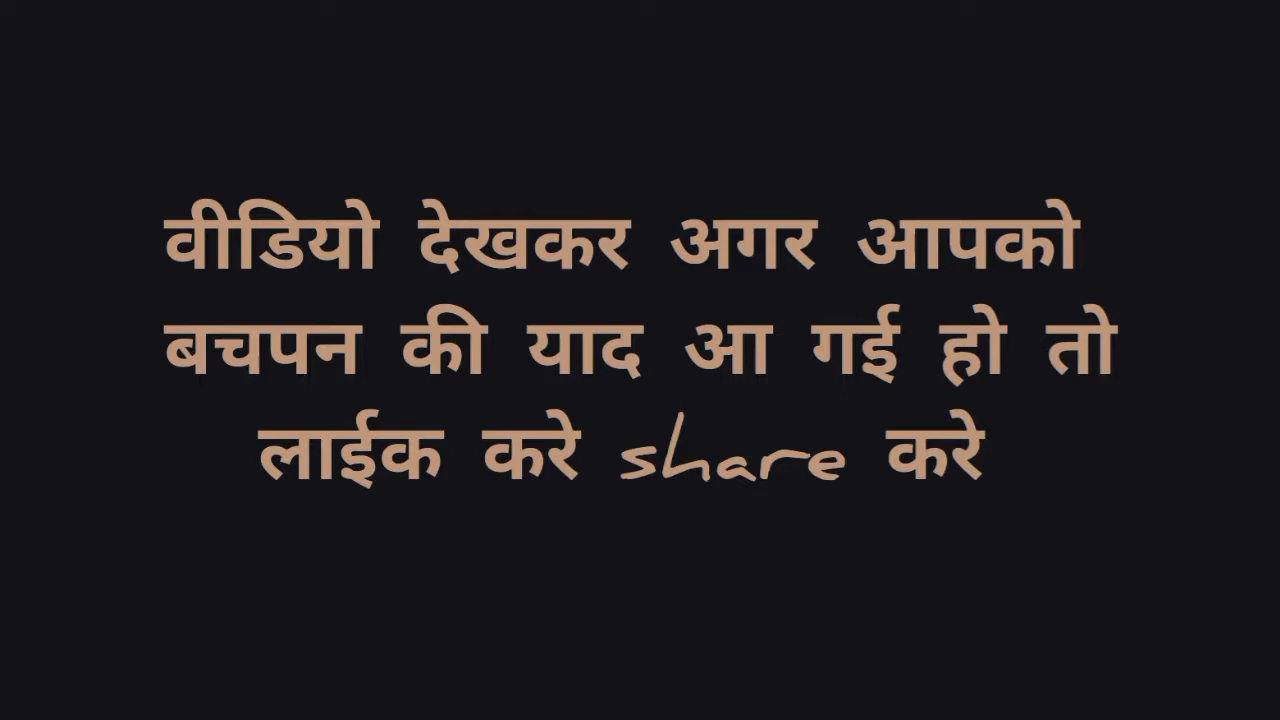 वीडियो देखकर अगर आपको
बचपन की याद आ गई हो तो
लाईक करे share करे